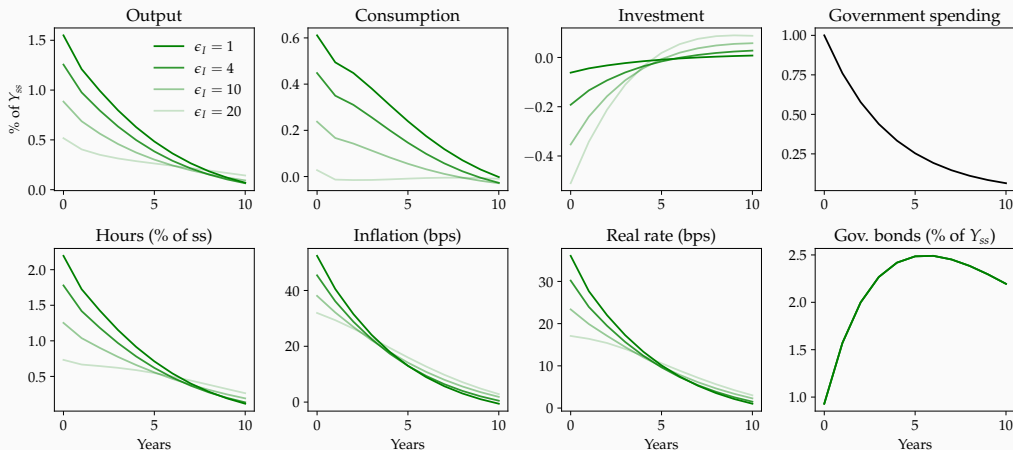 Output
Consumption
Investment
Government spending
% of Y_ss
1.5
1.0
0.5
0.0
ϵ_I = 1
ϵ_I = 4
ϵ_I = 10
ϵ_I = 20
0 5 10
0.6
0.4
0.2
0.0
0 5 10
0.0
−0.2
−0.4
0 5 10
1.00
0.75
0.50
0.25
0 5 10
Hours (% of ss)
Inflation (bps)
Real rate (bps)
Gov. bonds (% of Y_ss)
2.0
1.5
1.0
0.5
0 5 10
Years
40
20
0
0 5 10
Years
30
20
10
0
0 5 10
Years
2.5
2.0
1.5
1.0
0 5 10
Years